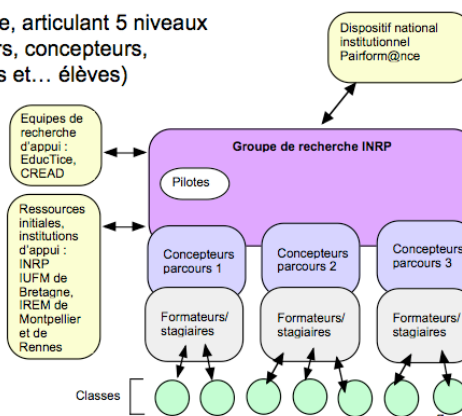 e, articulant 5 niveaux
rs, concepteurs,
s et… élèves)
Dispositif national
institutionnel
Pairform@nce
Equipes de
recherche
d'appui :
EducTice,
CREAD
Groupe de recherche INRP
Pilotes
Ressources
initiales,
institutions
d'appui :
INRP
IUFM de
Bretagne,
IREM de
Montpellier
et de
Rennes
Concepteurs
parcours 1
Concepteurs
parcours 2
Concepteurs
parcours 3
Formateurs/
stagiaires
Formateurs/
stagiaires
Formateurs/
stagiaires
Classes